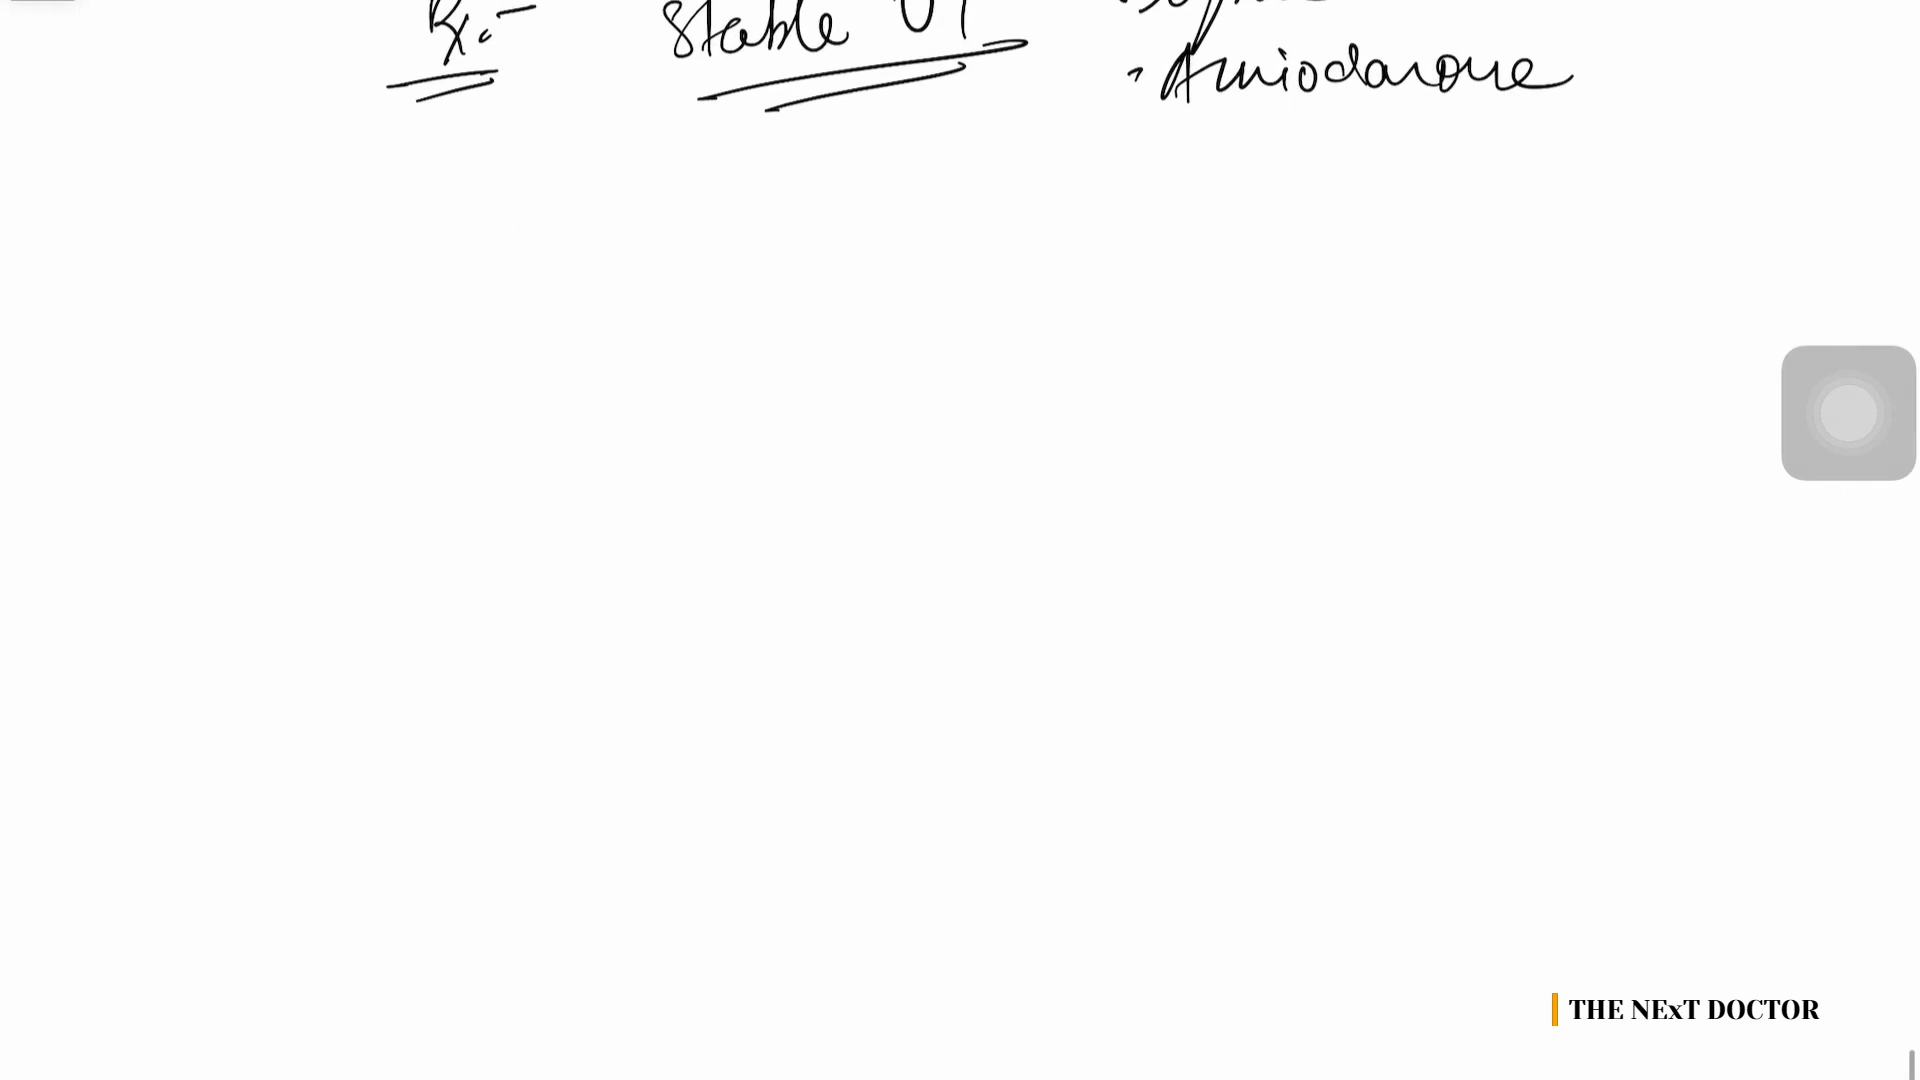 Rx:- Stable VT
, Amiodarone
THE NExT DOCTOR